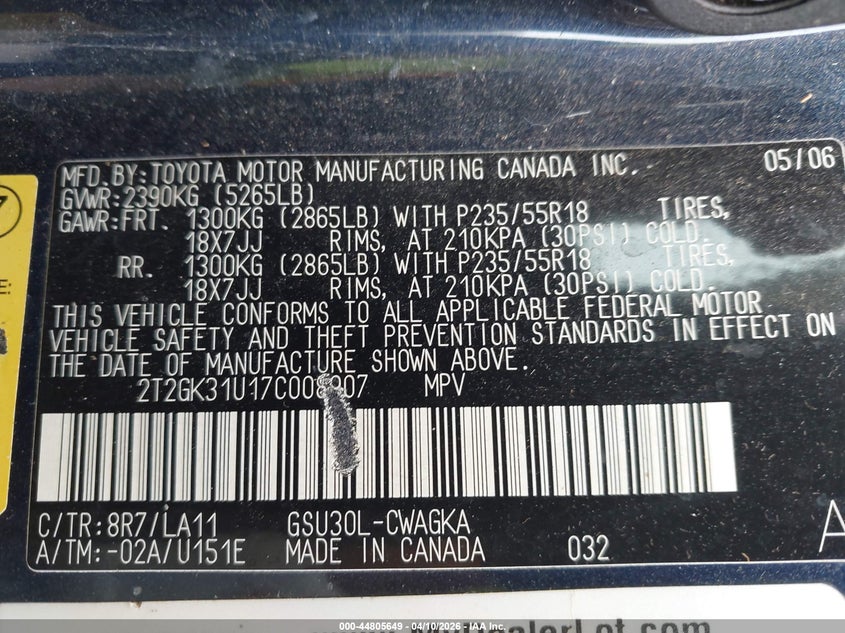 MFD. BY: TOYOTA MOTOR MANUFACTURING CANADA INC. 05/06
GVWR: 2390KG (5265LB)
GAWR: FRT. 1300KG (2865LB) WITH P235/55R18 TIRES,
18X7JJ RIMS, AT 210KPA (30PSI) COLD.
RR. 1300KG (2865LB) WITH P235/55R18 TIRES,
18X7JJ RIMS, AT 210KPA (30PSI) COLD.
THIS VEHICLE CONFORMS TO ALL APPLICABLE FEDERAL MOTOR
VEHICLE SAFETY AND THEFT PREVENTION STANDARDS IN EFFECT ON
THE DATE OF MANUFACTURE SHOWN ABOVE.
MPV
C/TR: 8R7/LA11 GSU30L-CWAGKA
A/TM: -02A/U151E MADE IN CANADA 032 A
000-44805649 04/10/2026 IAA Inc.